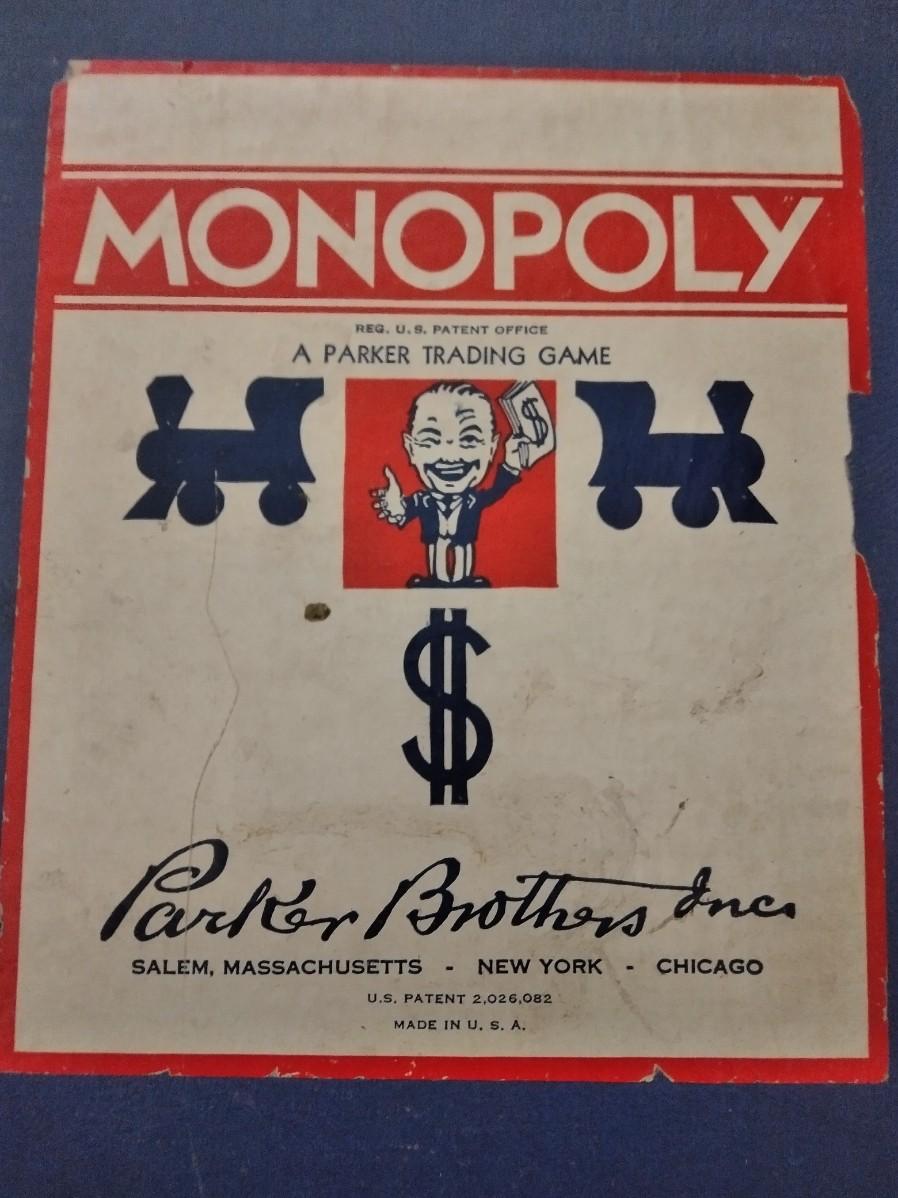 MONOPOLY
REG. U.S. PATENT OFFICE
A PARKER TRADING GAME
$
$
Parker Brothers Inc.
SALEM, MASSACHUSETTS - NEW YORK - CHICAGO
U.S. PATENT 2,026,082
MADE IN U. S. A.